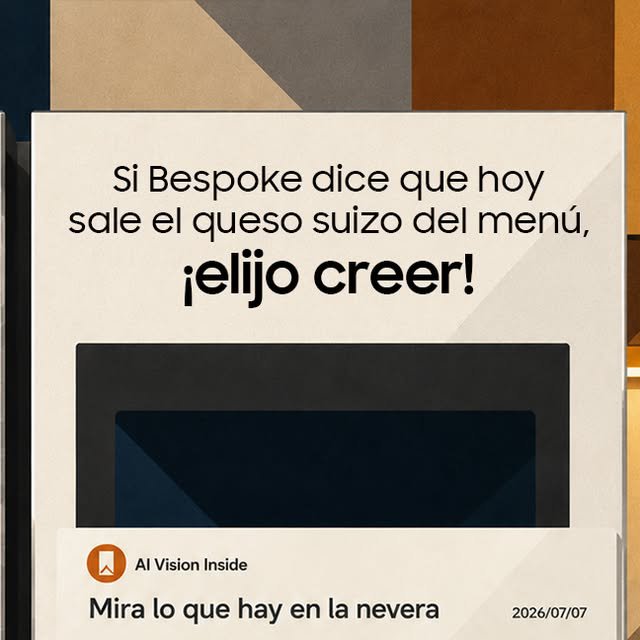 Si Bespoke dice que hoy
sale el queso suizo del menú,
¡elijo creer!
AI Vision Inside
Mira lo que hay en la nevera
2026/07/07